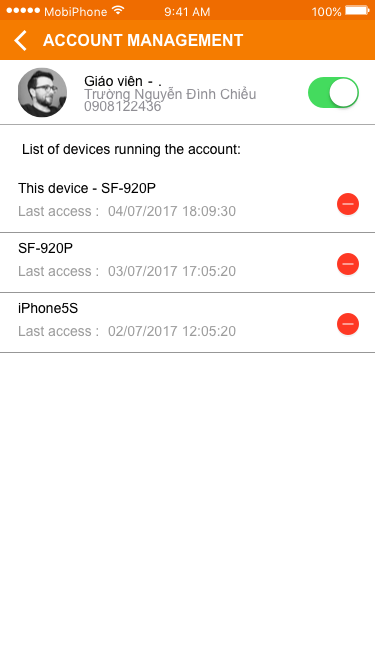 MobiPhone 9:41 AM 100%
ACCOUNT MANAGEMENT
Giáo viên - .
Trường Nguyễn Đình Chiểu
0908122436
List of devices running the account:
This device - SF-920P
Last access : 04/07/2017 18:09:30
SF-920P
Last access : 03/07/2017 17:05:20
iPhone5S
Last access : 02/07/2017 12:05:20